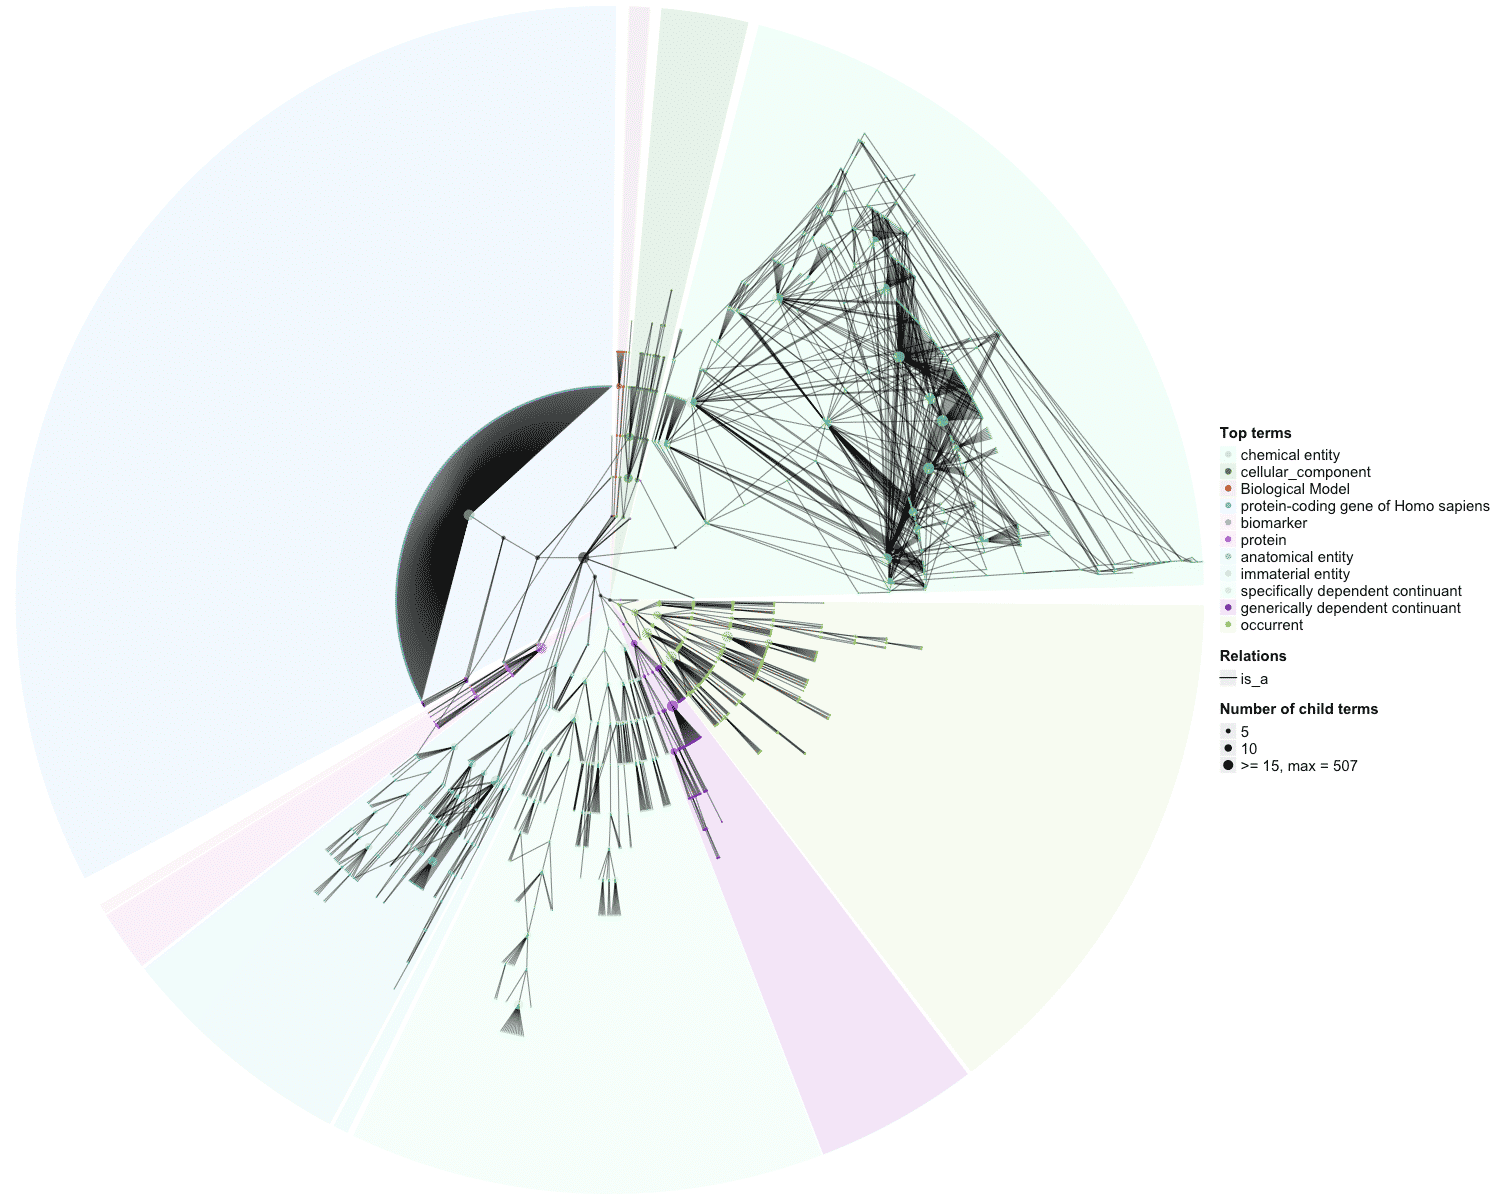 Top terms
chemical entity
cellular_component
Biological Model
protein-coding gene of Homo sapiens
biomarker
protein
anatomical entity
immaterial entity
specifically dependent continuant
generically dependent continuant
occurrent
Relations
is_a
Number of child terms
5
10
>= 15, max = 507